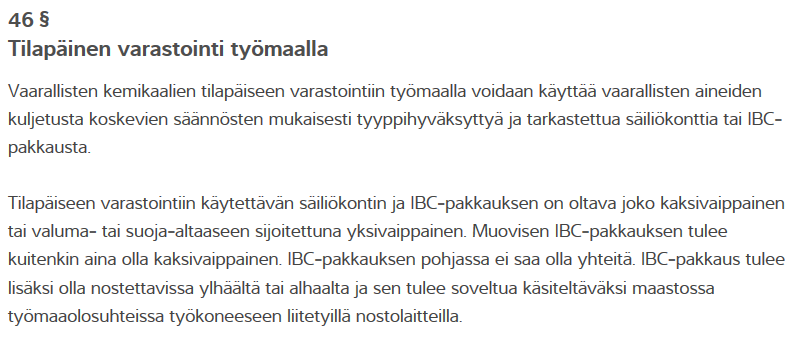 46 §
Tilapäinen varastointi työmaalla
Vaarallisten kemikaalien tilapäiseen varastointiin työmaalla voidaan käyttää vaarallisten aineiden
kuljetusta koskevien säännösten mukaisesti tyyppihyväksyttyä ja tarkastettua säiliökonttia tai IBC-
pakkausta.
Tilapäiseen varastointiin käytettävän säiliökontin ja IBC-pakkauksen on oltava joko kaksivaippainen
tai valuma- tai suoja-altaaseen sijoitettuna yksivaippainen. Muovisen IBC-pakkauksen tulee
kuitenkin aina olla kaksivaippainen. IBC-pakkauksen pohjassa ei saa olla yhteitä. IBC-pakkaus tulee
lisäksi olla nostettavissa ylhäältä tai alhaalta ja sen tulee soveltua käsiteltäväksi maastossa
työmaaolosuhteissa työkoneeseen liitetyillä nostolaitteilla.